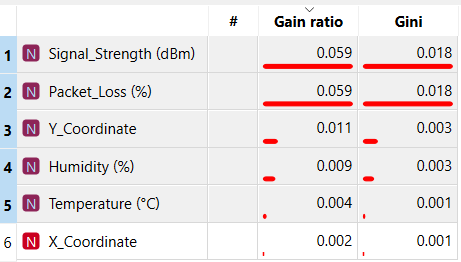 # Gain ratio Gini
1 N Signal_Strength (dBm) 0.059 0.018
2 N Packet_Loss (%) 0.059 0.018
3 N Y_Coordinate 0.011 0.003
4 N Humidity (%) 0.009 0.003
5 N Temperature (°C) 0.004 0.001
6 N X_Coordinate 0.002 0.001